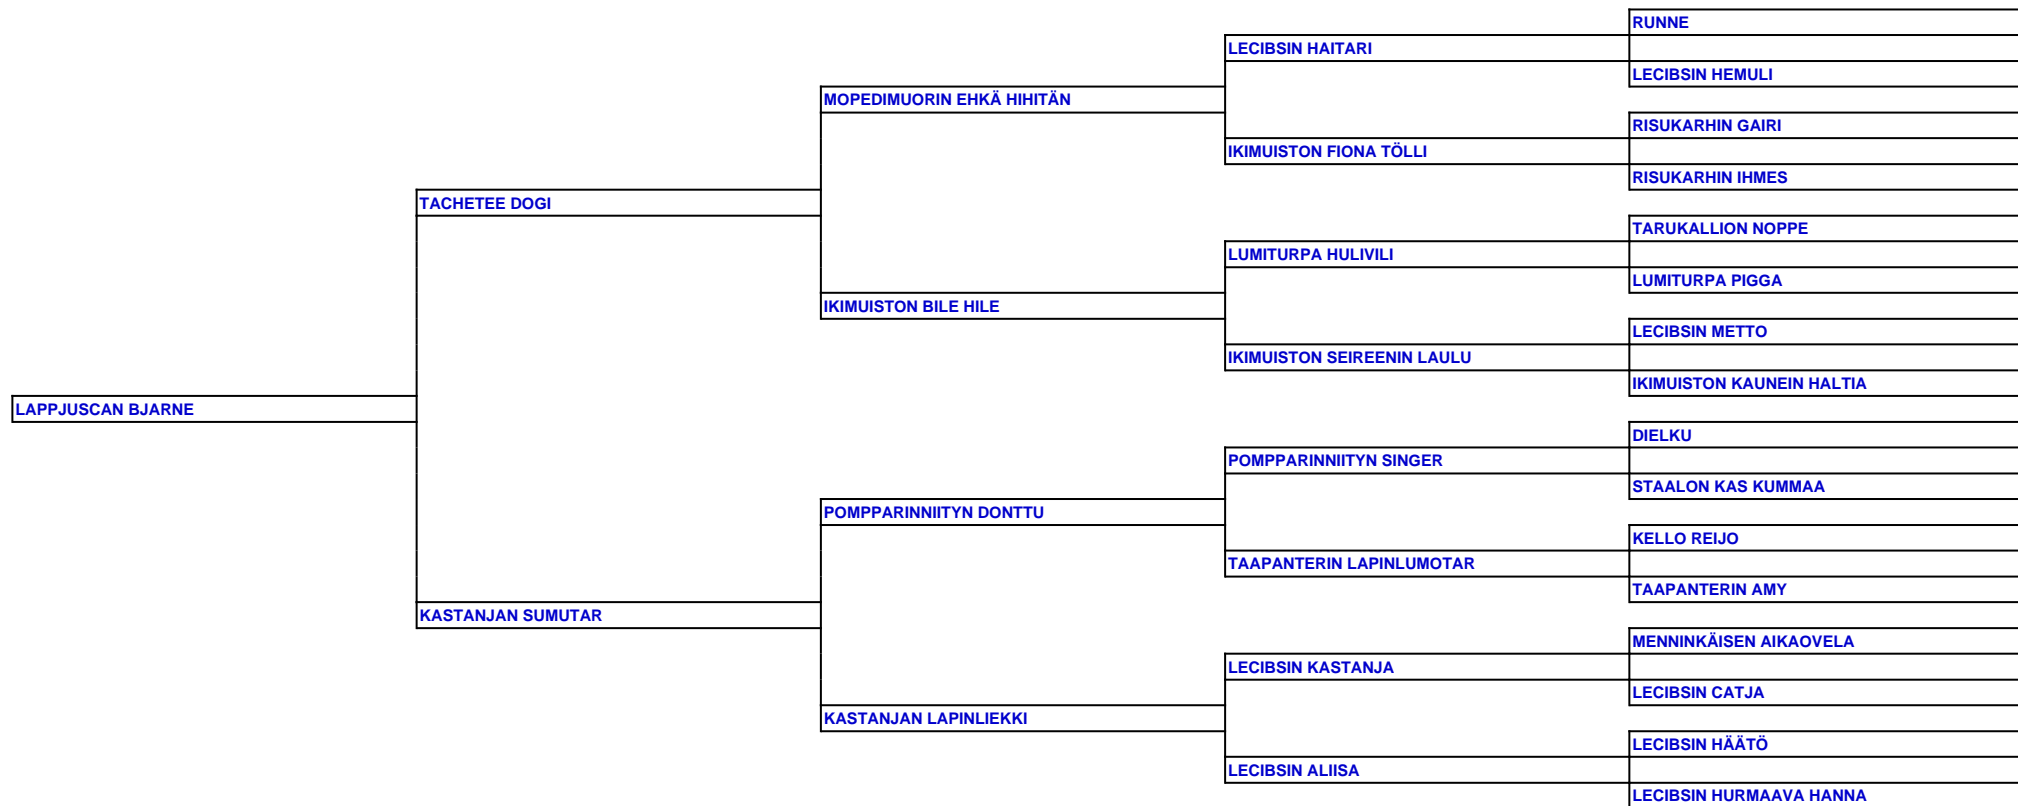 RUNNE
LECIBSIN HAITARI
LECIBSIN HEMULI
MOPEDIMUORIN EHKÄ HIHITÄN
RISUKARHIN GAIRI
IKIMUISTON FIONA TÖLLI
RISUKARHIN IHMES
TACHETEE DOGI
TARUKALLION NOPPE
LUMITURPA HULIVILI
LUMITURPA PIGGA
IKIMUISTON BILE HILE
LECIBSIN METTO
IKIMUISTON SEIREENIN LAULU
IKIMUISTON KAUNEIN HALTIA
LAPPJUSCAN BJARNE
DIELKU
POMPPARINNIITYN SINGER
STAALON KAS KUMMAA
POMPPARINNIITYN DONTTU
KELLO REIJO
TAAPANTERIN LAPINLUMOTAR
TAAPANTERIN AMY
KASTANJAN SUMUTAR
MENNINKÄISEN AIKAOVELA
LECIBSIN KASTANJA
LECIBSIN CATJA
KASTANJAN LAPINLIEKKI
LECIBSIN HÄÄTÖ
LECIBSIN ALIISA
LECIBSIN HURMAAVA HANNA